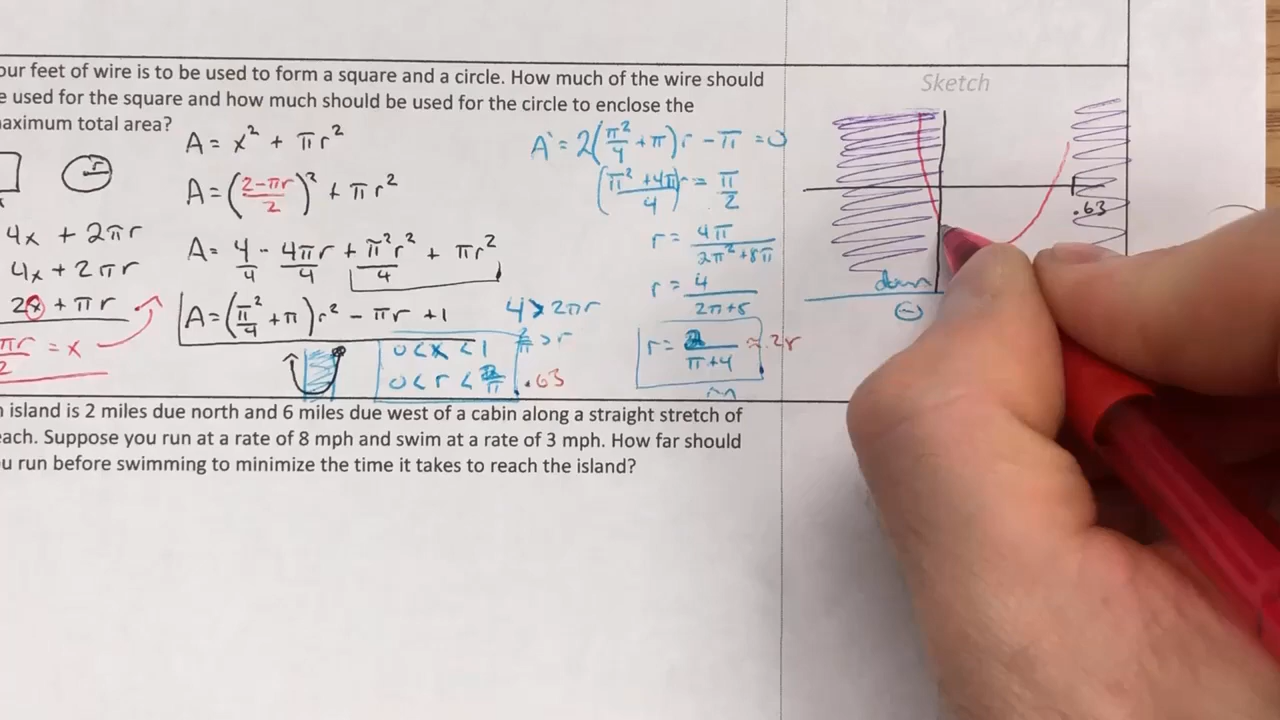 our feet of wire is to be used to form a square and a circle. How much of the wire should
e used for the square and how much should be used for the circle to enclose the
aximum total area?
r
4x + 2πr
4x + 2πr
2x + πr
πr/2 = x
A = x² + πr²
A = (2-πr/2)² + πr²
A = 4/4 - 4πr/4 + π²r²/4 + πr²
A = (π²/4 + π)r² - πr + 1
0 < x < 1
0 < r < 2/π
4 > 2πr
2/π > r
.63
A' = 2(π²/4 + π)r - π = 0
(π² + 4π/4)r = π/2
r = 4π/2π²+8π
r = 4/2π+8
r = 2/π+4 ≈ .28
m
Sketch
.63
down
-
n island is 2 miles due north and 6 miles due west of a cabin along a straight stretch of
each. Suppose you run at a rate of 8 mph and swim at a rate of 3 mph. How far should
u run before swimming to minimize the time it takes to reach the island?